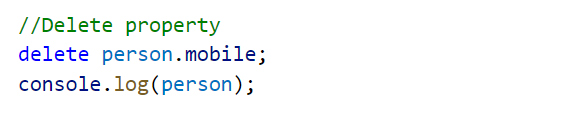 //Delete property
delete person.mobile;
console.log(person);